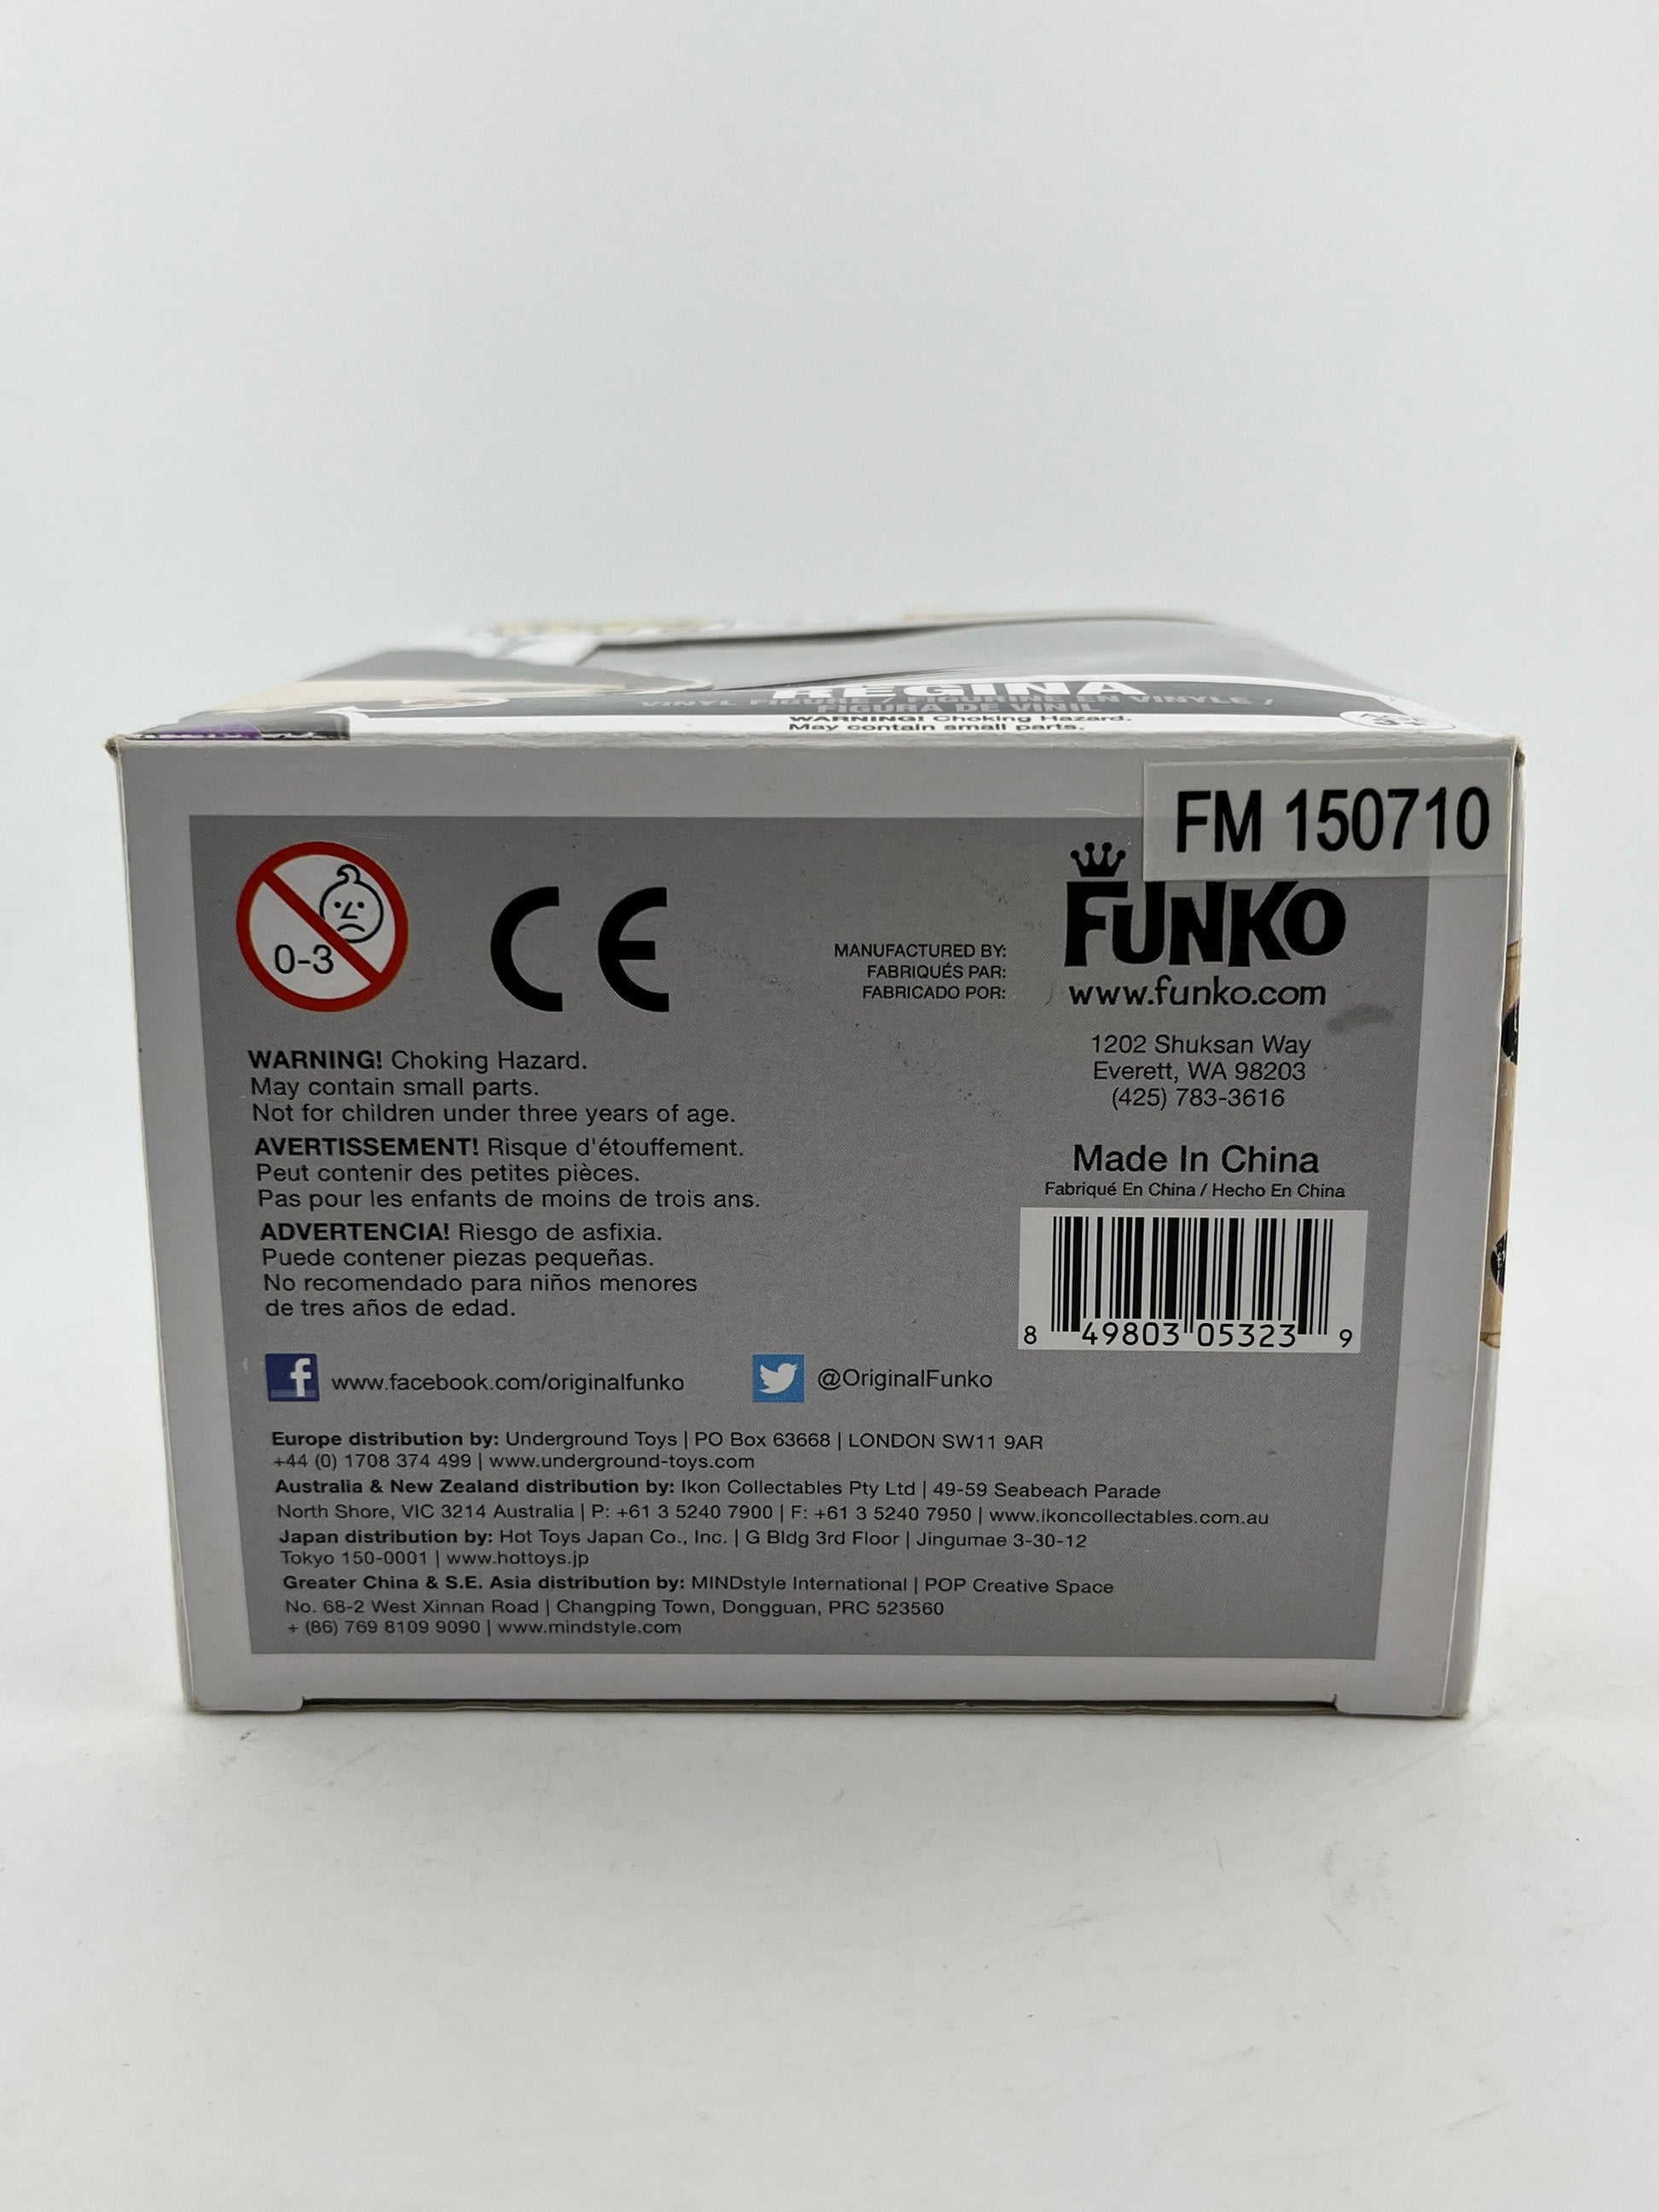 REGINA
VINYL FIGURE / FIGURINE EN VINYLE /
FIGURA DE VINIL
WARNING! Choking Hazard.
May contain small parts.
FM 150710
0-3
CE
MANUFACTURED BY:
FABRIQUÉS PAR:
FABRICADO POR:
FUNKO
www.funko.com
1202 Shuksan Way
Everett, WA 98203
(425) 783-3616
WARNING! Choking Hazard.
May contain small parts.
Not for children under three years of age.
AVERTISSEMENT! Risque d'étouffement.
Peut contenir des petites pièces.
Pas pour les enfants de moins de trois ans.
ADVERTENCIA! Riesgo de asfixia.
Puede contener piezas pequeñas.
No recomendado para niños menores
de tres años de edad.
Made In China
Fabriqué En China / Hecho En China
8 49803 05323 9
www.facebook.com/originalfunko
@OriginalFunko
Europe distribution by: Underground Toys | PO Box 63668 | LONDON SW11 9AR
+44 (0) 1708 374 499 | www.underground-toys.com
Australia & New Zealand distribution by: Ikon Collectables Pty Ltd | 49-59 Seabeach Parade
North Shore, VIC 3214 Australia | P: +61 3 5240 7900 | F: +61 3 5240 7950 | www.ikoncollectables.com.au
Japan distribution by: Hot Toys Japan Co., Inc. | G Bldg 3rd Floor | Jingumae 3-30-12
Tokyo 150-0001 | www.hottoys.jp
Greater China & S.E. Asia distribution by: MINDstyle International | POP Creative Space
No. 68-2 West Xinnan Road | Changping Town, Dongguan, PRC 523560
+ (86) 769 8109 9090 | www.mindstyle.com